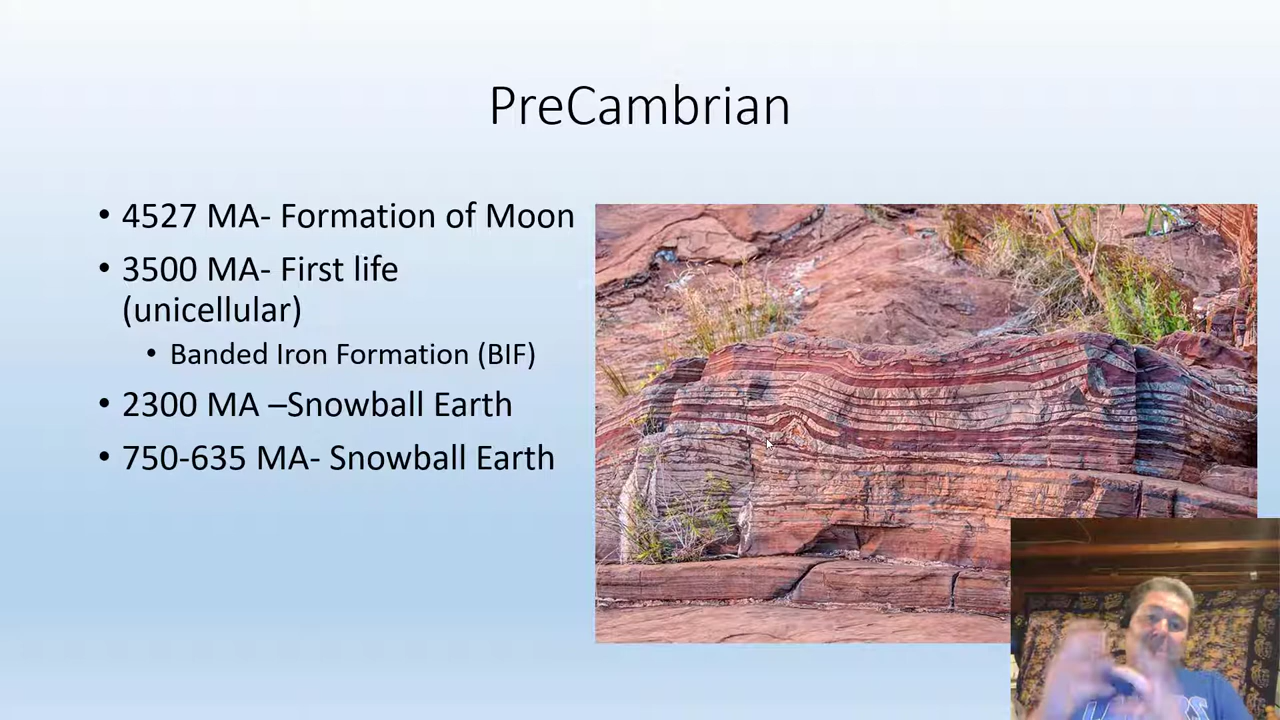 PreCambrian
• 4527 MA- Formation of Moon
• 3500 MA- First life
(unicellular)
• Banded Iron Formation (BIF)
• 2300 MA –Snowball Earth
• 750-635 MA- Snowball Earth